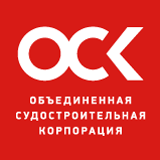 ОСК
ОБЪЕДИНЕННАЯ
СУДОСТРОИТЕЛЬНАЯ
КОРПОРАЦИЯ